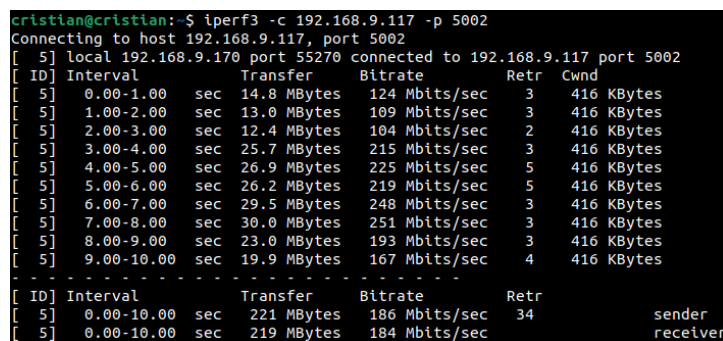 cristian@cristian:~$ iperf3 -c 192.168.9.117 -p 5002
Connecting to host 192.168.9.117, port 5002
[  5] local 192.168.9.170 port 55270 connected to 192.168.9.117 port 5002
[ ID] Interval           Transfer     Bitrate         Retr  Cwnd
[  5]   0.00-1.00   sec  14.8 MBytes   124 Mbits/sec    3    416 KBytes
[  5]   1.00-2.00   sec  13.0 MBytes   109 Mbits/sec    3    416 KBytes
[  5]   2.00-3.00   sec  12.4 MBytes   104 Mbits/sec    2    416 KBytes
[  5]   3.00-4.00   sec  25.7 MBytes   215 Mbits/sec    3    416 KBytes
[  5]   4.00-5.00   sec  26.9 MBytes   225 Mbits/sec    5    416 KBytes
[  5]   5.00-6.00   sec  26.2 MBytes   219 Mbits/sec    5    416 KBytes
[  5]   6.00-7.00   sec  29.5 MBytes   248 Mbits/sec    3    416 KBytes
[  5]   7.00-8.00   sec  30.0 MBytes   251 Mbits/sec    3    416 KBytes
[  5]   8.00-9.00   sec  23.0 MBytes   193 Mbits/sec    3    416 KBytes
[  5]   9.00-10.00  sec  19.9 MBytes   167 Mbits/sec    4    416 KBytes
- - - - - - - - - - - - - - - - - - - - - - - - -
[ ID] Interval           Transfer     Bitrate         Retr
[  5]   0.00-10.00  sec   221 MBytes   186 Mbits/sec   34             sender
[  5]   0.00-10.00  sec   219 MBytes   184 Mbits/sec                  receiver